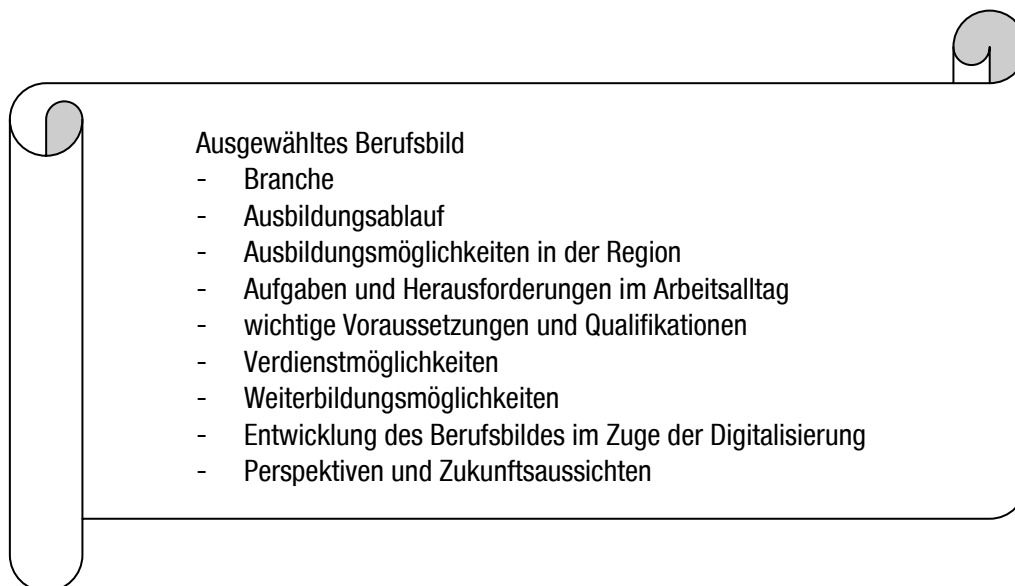 Ausgewähltes Berufsbild
- Branche
- Ausbildungsablauf
- Ausbildungsmöglichkeiten in der Region
- Aufgaben und Herausforderungen im Arbeitsalltag
- wichtige Voraussetzungen und Qualifikationen
- Verdienstmöglichkeiten
- Weiterbildungsmöglichkeiten
- Entwicklung des Berufsbildes im Zuge der Digitalisierung
- Perspektiven und Zukunftsaussichten